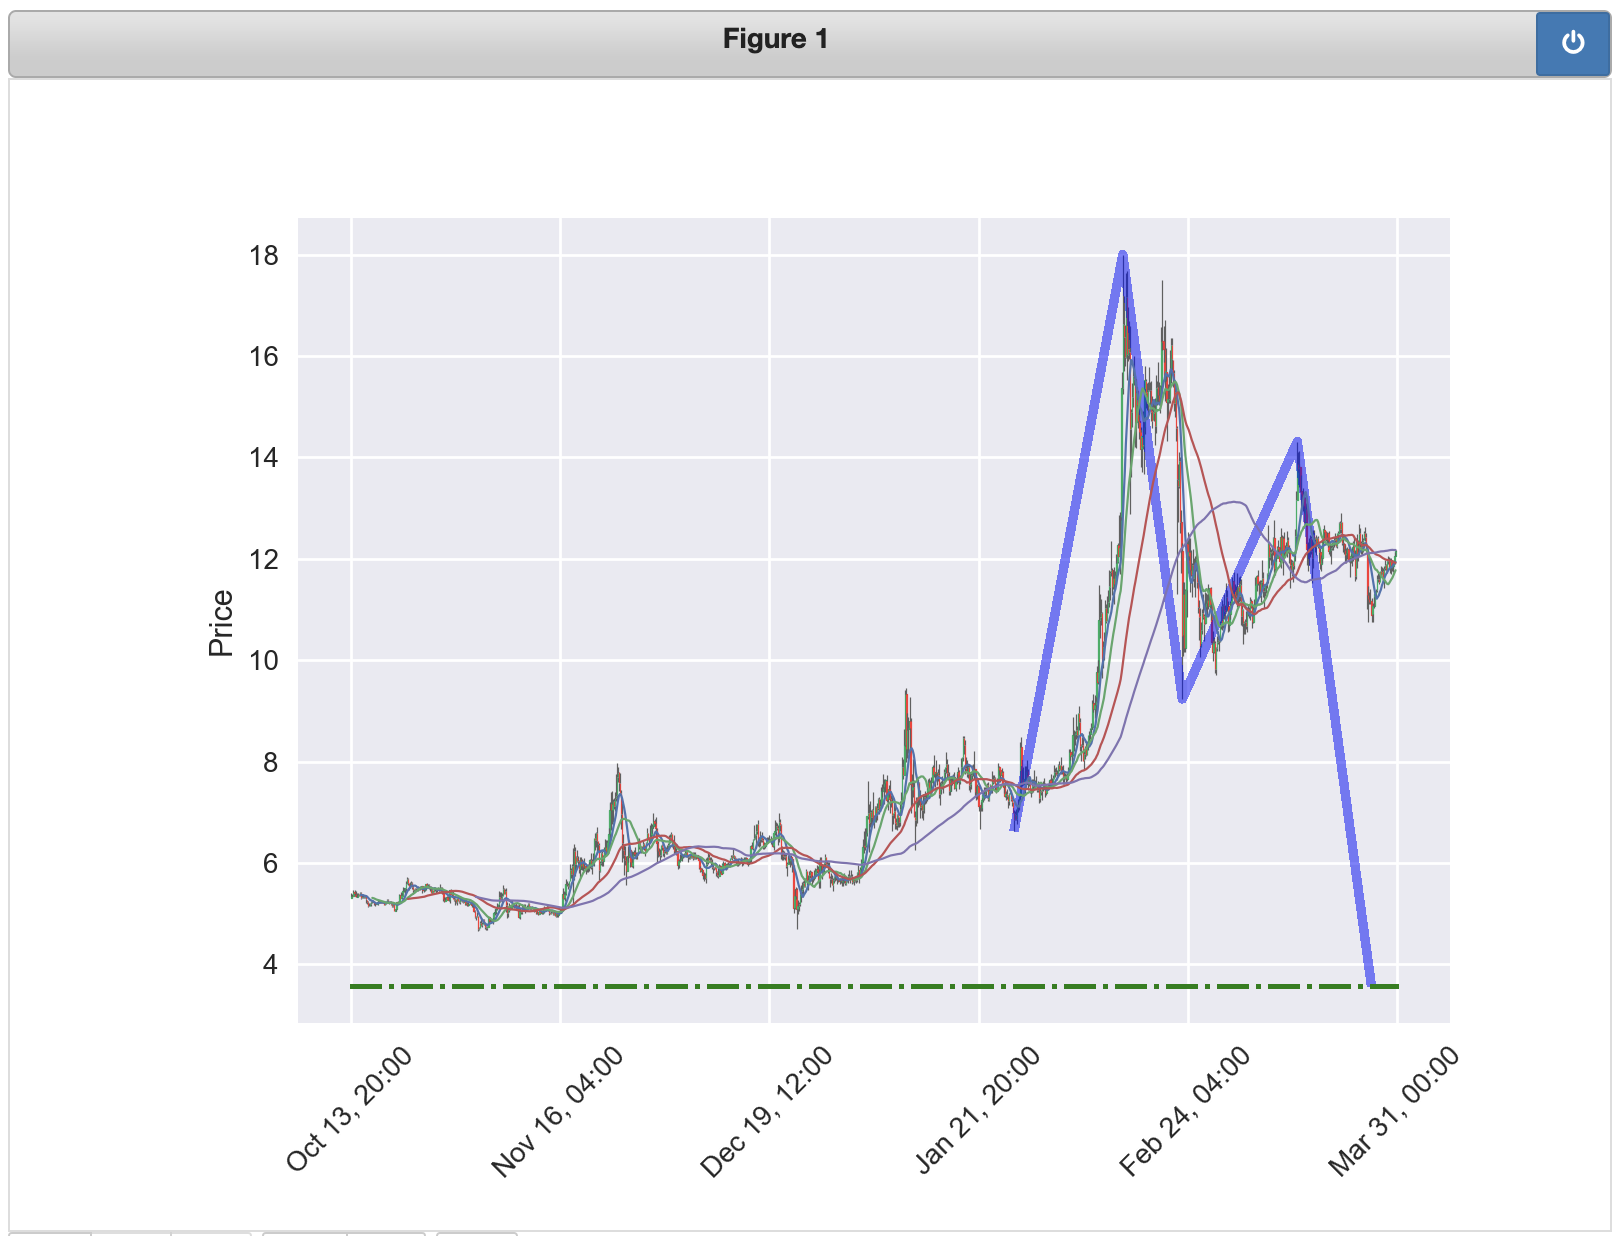 Figure 1
18
16
14
12
10
8
6
4
Price
Oct 13, 20:00
Nov 16, 04:00
Dec 19, 12:00
Jan 21, 20:00
Feb 24, 04:00
Mar 31, 00:00